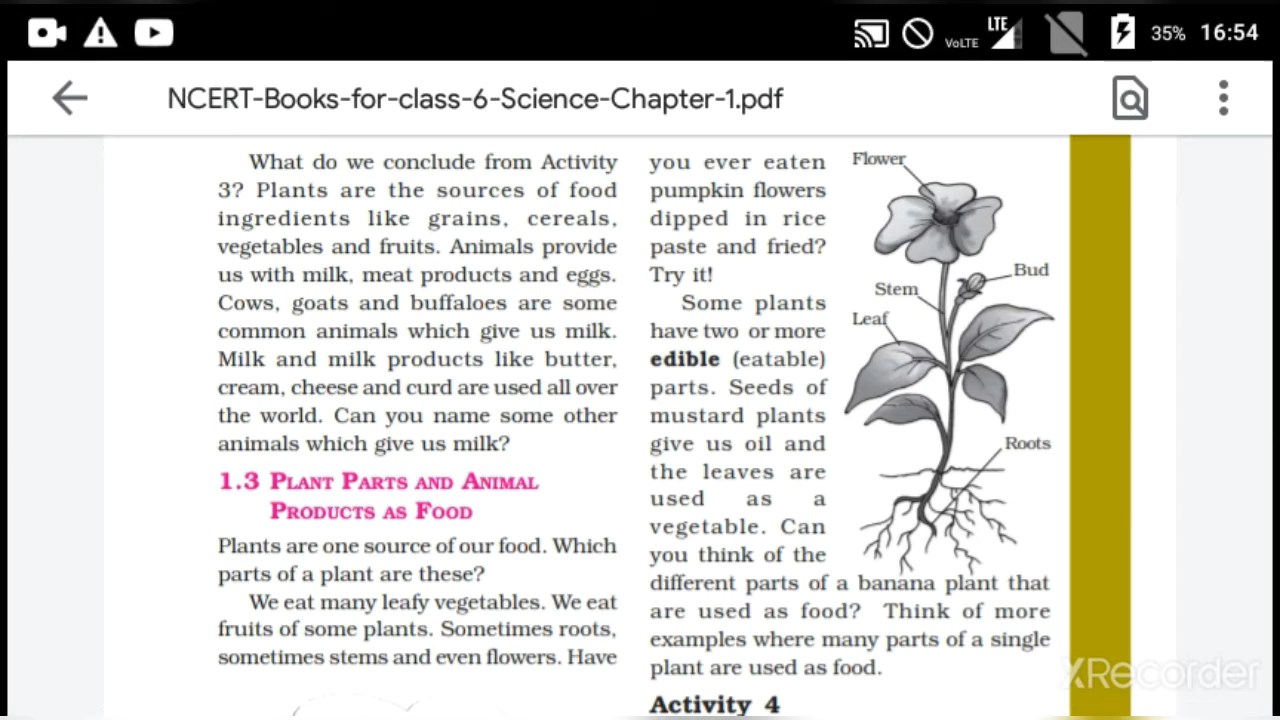 VoLTE
LTE
35% 16:54
NCERT-Books-for-class-6-Science-Chapter-1.pdf
What do we conclude from Activity
3? Plants are the sources of food
ingredients like grains, cereals,
vegetables and fruits. Animals provide
us with milk, meat products and eggs.
Cows, goats and buffaloes are some
common animals which give us milk.
Milk and milk products like butter,
cream, cheese and curd are used all over
the world. Can you name some other
animals which give us milk?
1.3 PLANT PARTS AND ANIMAL
PRODUCTS AS FOOD
Plants are one source of our food. Which
parts of a plant are these?
We eat many leafy vegetables. We eat
fruits of some plants. Sometimes roots,
sometimes stems and even flowers. Have
you ever eaten
pumpkin flowers
dipped in rice
paste and fried?
Try it!
Some plants
have two or more
edible (eatable)
parts. Seeds of
mustard plants
give us oil and
the leaves are
used as a
vegetable. Can
you think of the
different parts of a banana plant that
are used as food? Think of more
examples where many parts of a single
plant are used as food.
Activity 4
Flower
Bud
Stem
Leaf
Roots
XRecorder